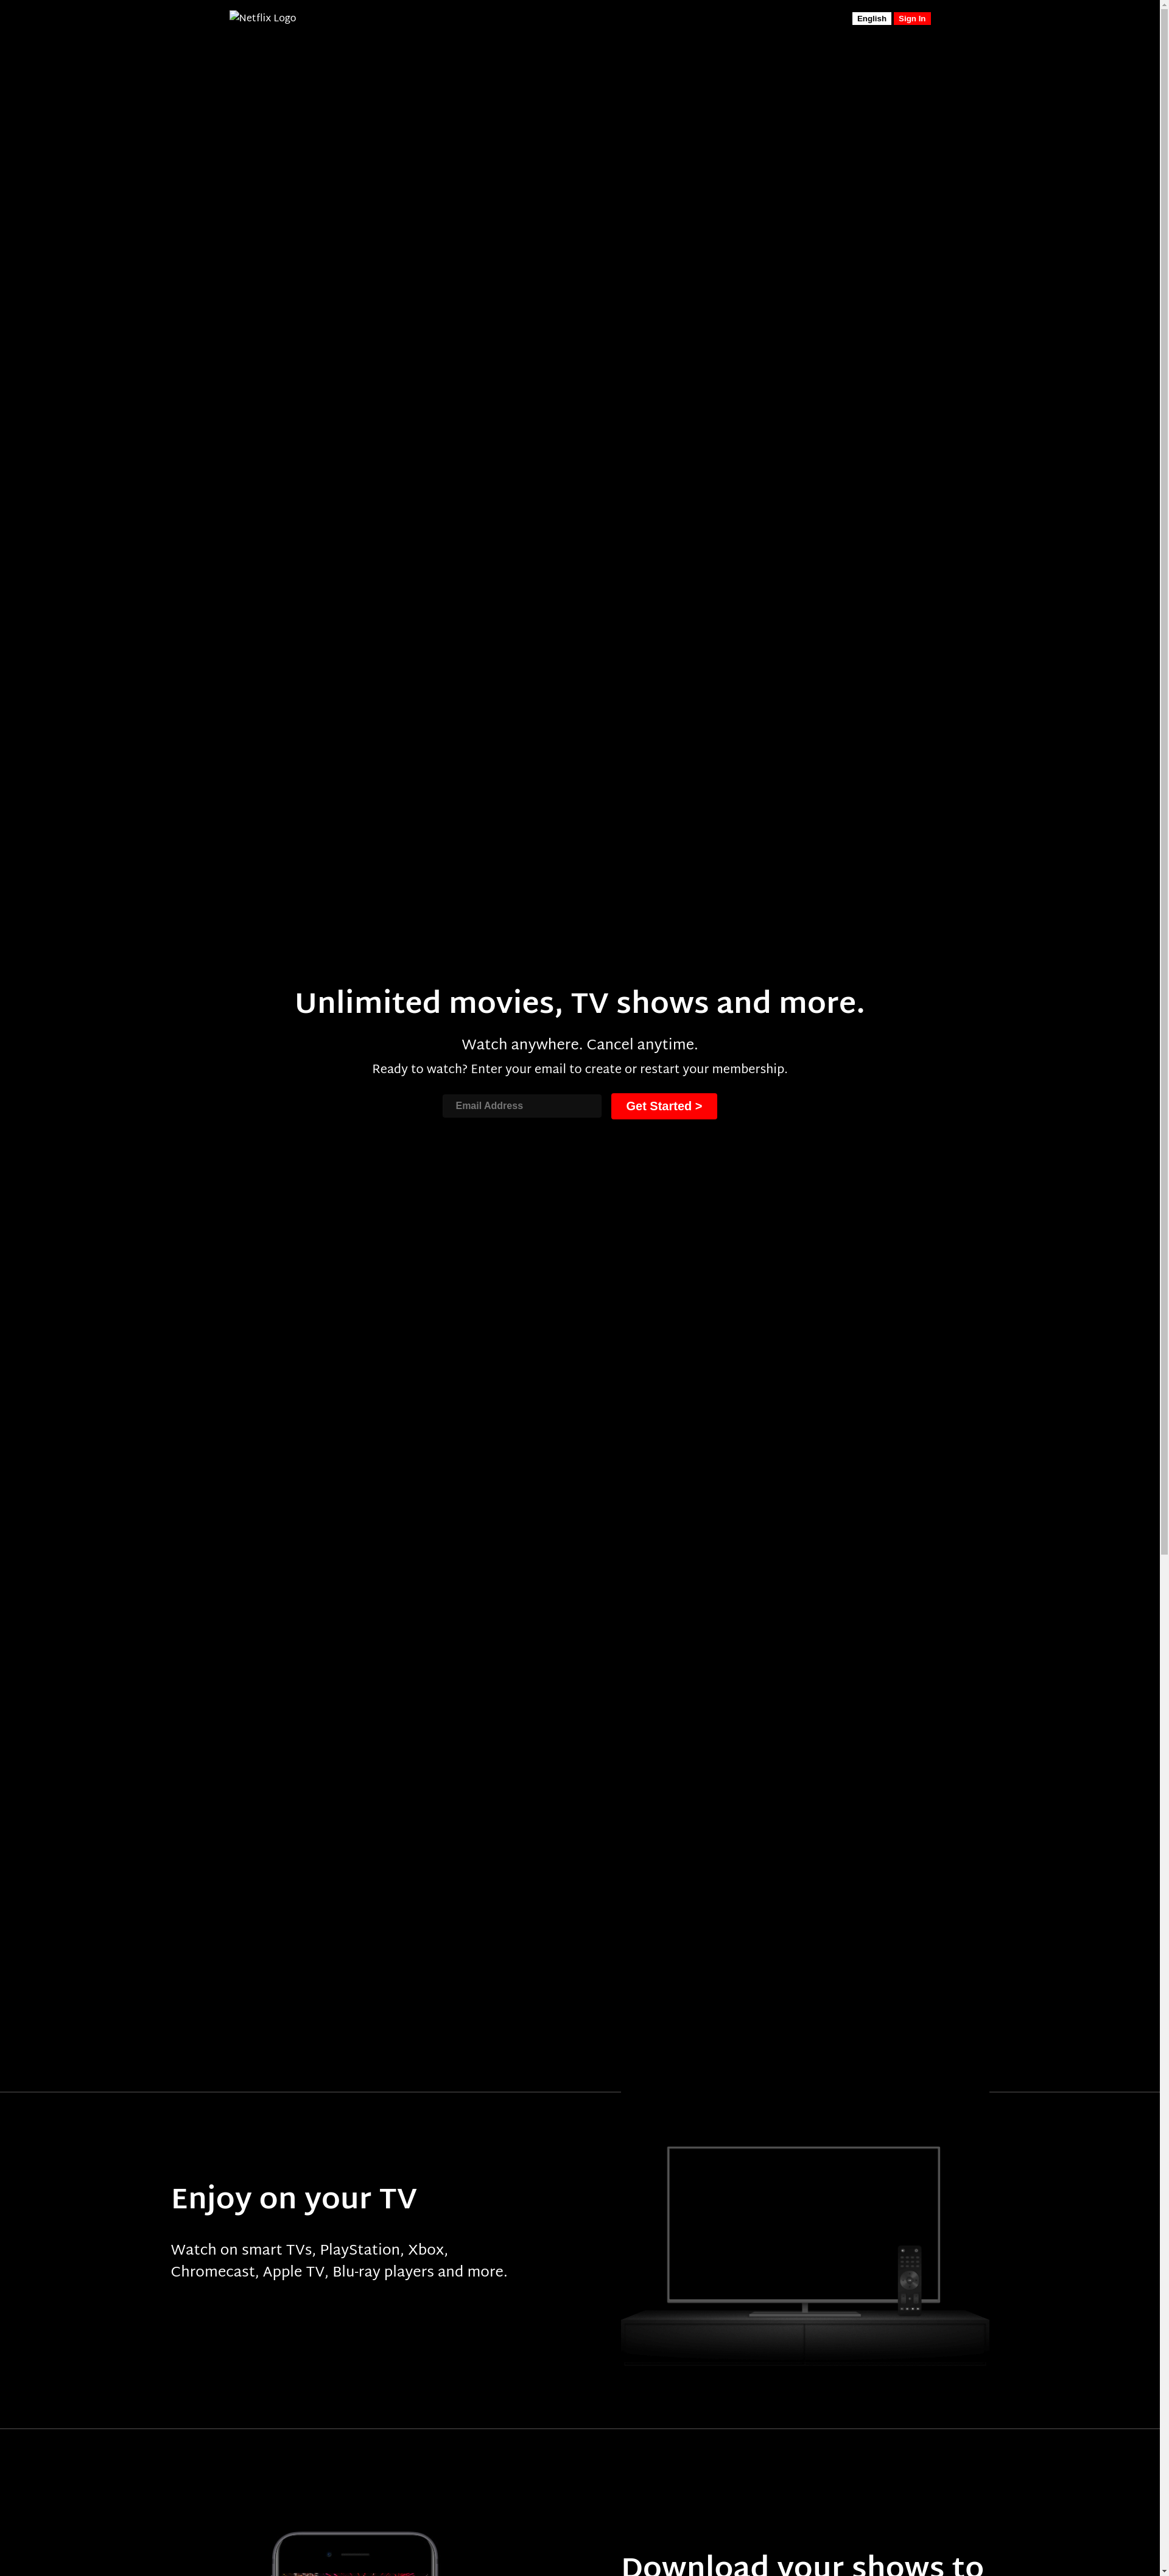 Netflix Logo
English
Sign In
Unlimited movies, TV shows and more.
Watch anywhere. Cancel anytime.
Ready to watch? Enter your email to create or restart your membership.
Email Address
Get Started >
Enjoy on your TV
Watch on smart TVs, PlayStation, Xbox,
Chromecast, Apple TV, Blu-ray players and more.
Download your shows to